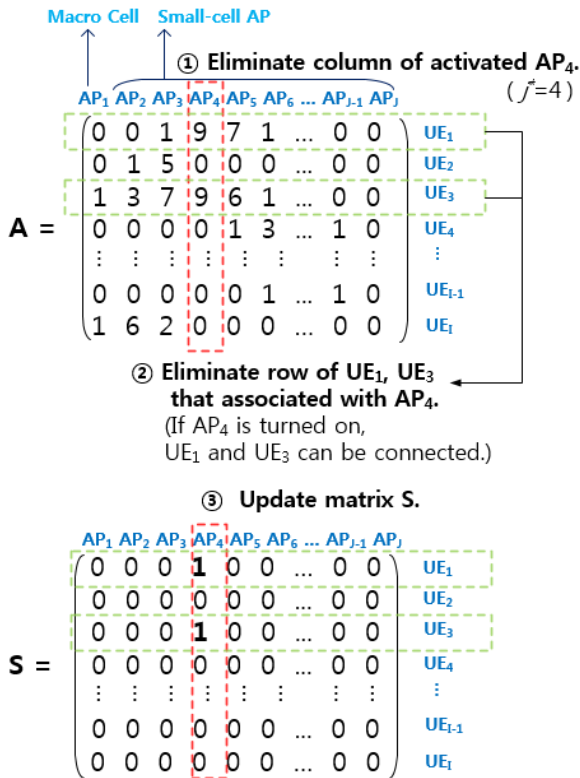 Macro Cell Small-cell AP
① Eliminate column of activated AP4.
(j*=4)
AP1 AP2 AP3 AP4 AP5 AP6 ... APJ-1 APJ
0 0 1 9 7 1 ... 0 0 UE1
0 1 5 0 0 0 ... 0 0 UE2
1 3 7 9 6 1 ... 0 0 UE3
A =
0 0 0 0 1 3 ... 1 0 UE4
⋮ ⋮ ⋮ ⋮ ⋮ ⋮ ⋮ ⋮ ⋮
0 0 0 0 0 1 ... 1 0 UEI-1
1 6 2 0 0 0 ... 0 0 UEI
② Eliminate row of UE1, UE3
that associated with AP4.
(If AP4 is turned on,
UE1 and UE3 can be connected.)
③ Update matrix S.
AP1 AP2 AP3 AP4 AP5 AP6 ... APJ-1 APJ
0 0 0 1 0 0 ... 0 0 UE1
0 0 0 0 0 0 ... 0 0 UE2
0 0 0 1 0 0 ... 0 0 UE3
S =
0 0 0 0 0 0 ... 0 0 UE4
⋮ ⋮ ⋮ ⋮ ⋮ ⋮ ⋮ ⋮ ⋮
0 0 0 0 0 0 ... 0 0 UEI-1
0 0 0 0 0 0 ... 0 0 UEI